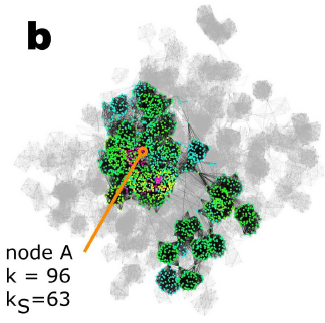 b
node A
k = 96
kS=63